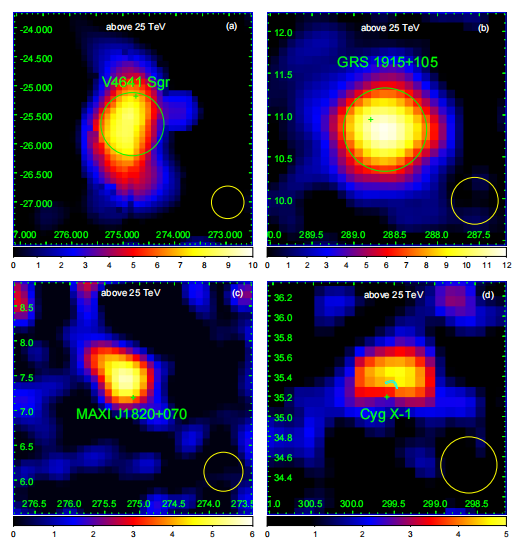 above 25 TeV (a)
-24.000
-24.500
V4641 Sgr
-25.000
-25.500
-26.000
-26.500
-27.000
7.000 276.000 275.000 274.000 273.000
0 1 2 3 4 5 6 7 8 9 10
above 25 TeV (b)
12.0
GRS 1915+105
11.5
11.0
10.5
10.0
0.0 289.5 289.0 288.5 288.0 287.5
0 1 2 3 4 5 6 7 8 9 10 11 12
above 25 TeV (c)
8.5
8.0
7.5
7.0
MAXI J1820+070
6.5
6.0
276.5 276.0 275.5 275.0 274.5 274.0 273.5
0 1 2 3 4 5 6
above 25 TeV (d)
36.2
36.0
35.8
35.6
35.4
35.2
35.0
Cyg X-1
34.8
34.6
34.4
1.0 300.5 300.0 299.5 299.0 298.5
0 1 2 3 4 5